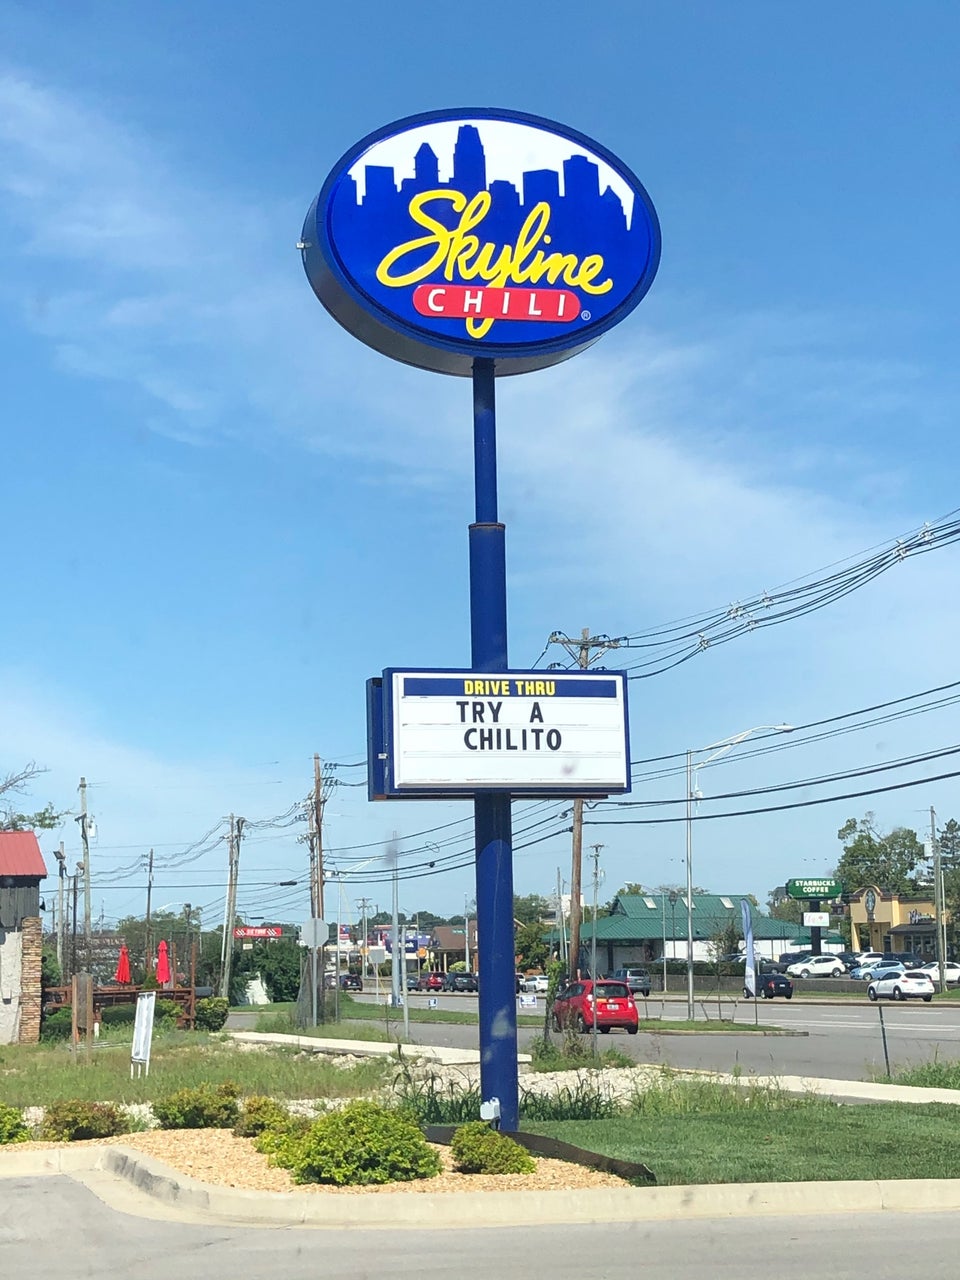 Skyline
CHILI®
DRIVE THRU
TRY A
CHILITO
STARBUCKS
COFFEE